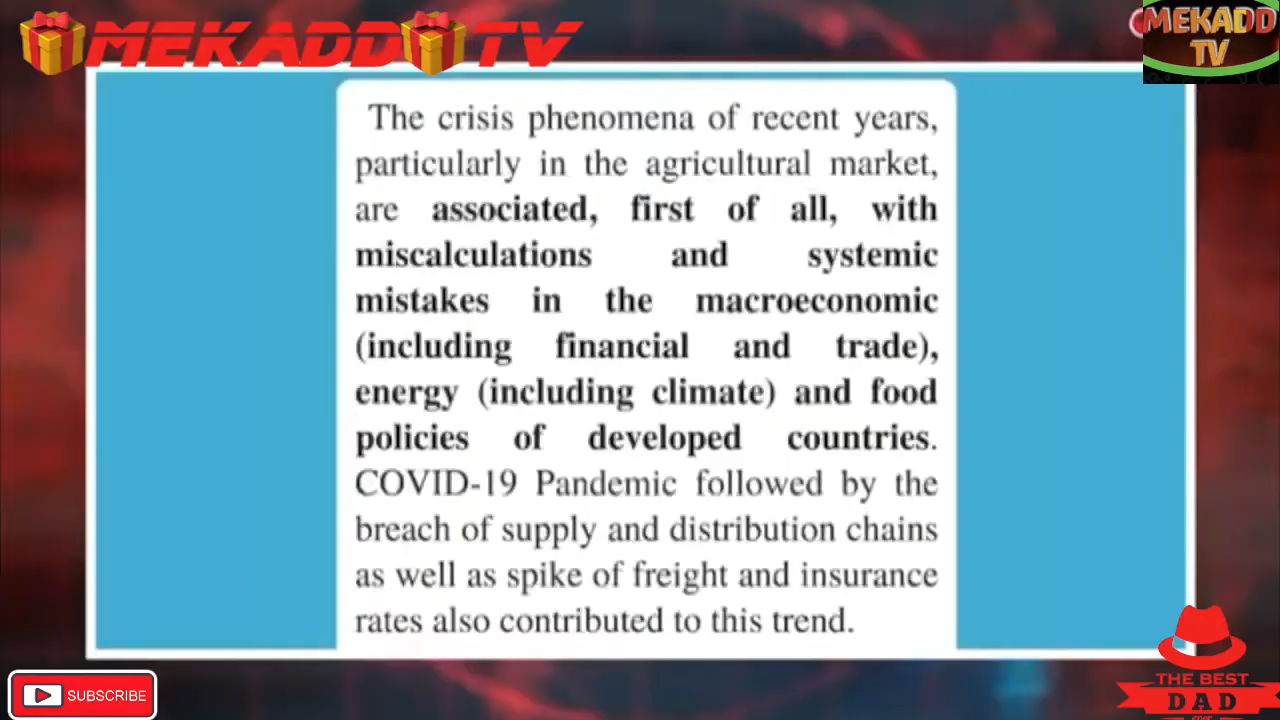 MEKADD TV
MEKADD
TV
The crisis phenomena of recent years,
particularly in the agricultural market,
are associated, first of all, with
miscalculations and systemic
mistakes in the macroeconomic
(including financial and trade),
energy (including climate) and food
policies of developed countries.
COVID-19 Pandemic followed by the
breach of supply and distribution chains
as well as spike of freight and insurance
rates also contributed to this trend.
SUBSCRIBE
THE BEST
DAD